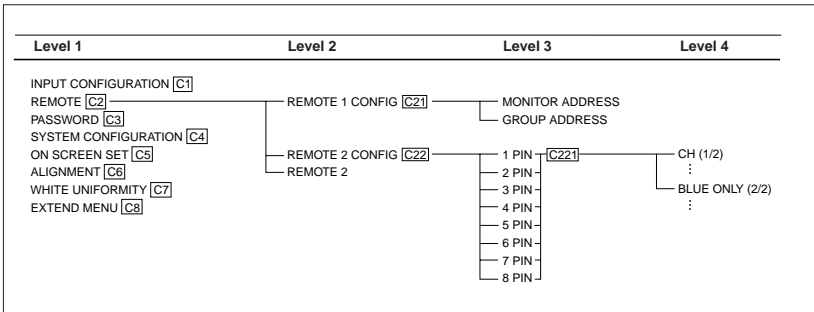 Level 1 Level 2 Level 3 Level 4
INPUT CONFIGURATION C1
REMOTE C2 REMOTE 1 CONFIG C21 MONITOR ADDRESS
PASSWORD C3 GROUP ADDRESS
SYSTEM CONFIGURATION C4
ON SCREEN SET C5 REMOTE 2 CONFIG C22 1 PIN C221 CH (1/2)
ALIGNMENT C6 REMOTE 2 2 PIN
WHITE UNIFORMITY C7 3 PIN BLUE ONLY (2/2)
EXTEND MENU C8 4 PIN
5 PIN
6 PIN
7 PIN
8 PIN